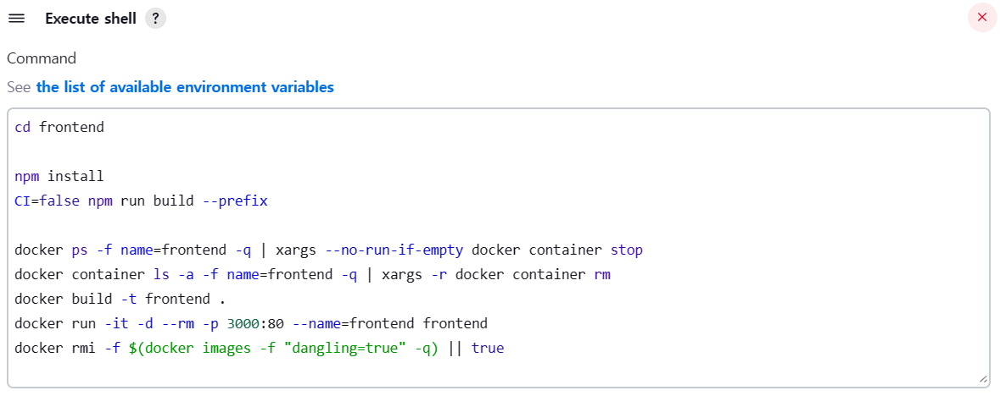 Execute shell ?
Command
See the list of available environment variables
cd frontend
npm install
CI=false npm run build --prefix
docker ps -f name=frontend -q | xargs --no-run-if-empty docker container stop
docker container ls -a -f name=frontend -q | xargs -r docker container rm
docker build -t frontend .
docker run -it -d --rm -p 3000:80 --name=frontend frontend
docker rmi -f $(docker images -f "dangling=true" -q) || true